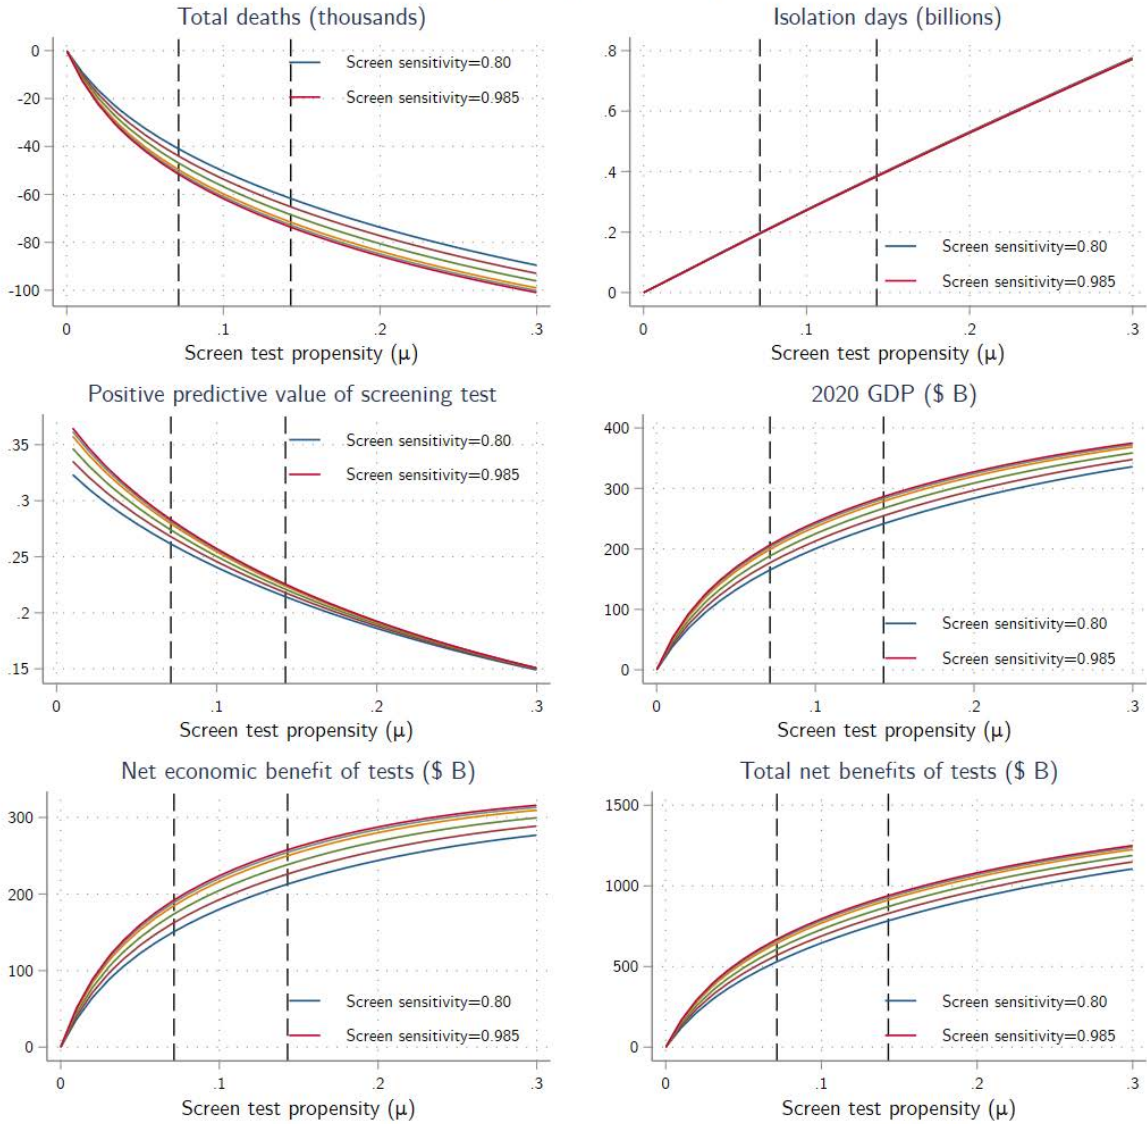 Total deaths (thousands)
0
-20
-40
-60
-80
-100
Screen sensitivity=0.80
Screen sensitivity=0.985
0 .1 .2 .3
Screen test propensity (μ)
Isolation days (billions)
.8
.6
.4
.2
0
Screen sensitivity=0.80
Screen sensitivity=0.985
0 .1 .2 .3
Screen test propensity (μ)
Positive predictive value of screening test
.35
.3
.25
.2
.15
Screen sensitivity=0.80
Screen sensitivity=0.985
0 .1 .2 .3
Screen test propensity (μ)
2020 GDP ($ B)
400
300
200
100
0
Screen sensitivity=0.80
Screen sensitivity=0.985
0 .1 .2 .3
Screen test propensity (μ)
Net economic benefit of tests ($ B)
300
200
100
0
Screen sensitivity=0.80
Screen sensitivity=0.985
0 .1 .2 .3
Screen test propensity (μ)
Total net benefits of tests ($ B)
1500
1000
500
0
Screen sensitivity=0.80
Screen sensitivity=0.985
0 .1 .2 .3
Screen test propensity (μ)